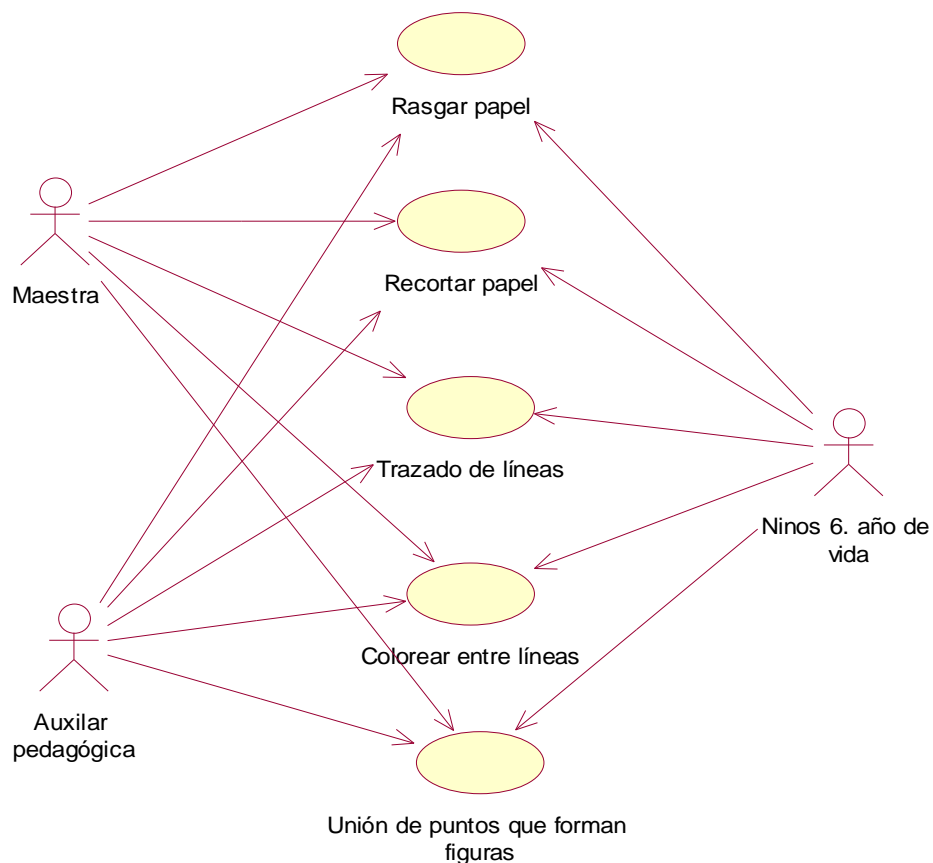 Rasgar papel
Maestra
Recortar papel
Trazado de líneas
Ninos 6. año de
vida
Colorear entre líneas
Auxilar
pedagógica
Unión de puntos que forman
figuras